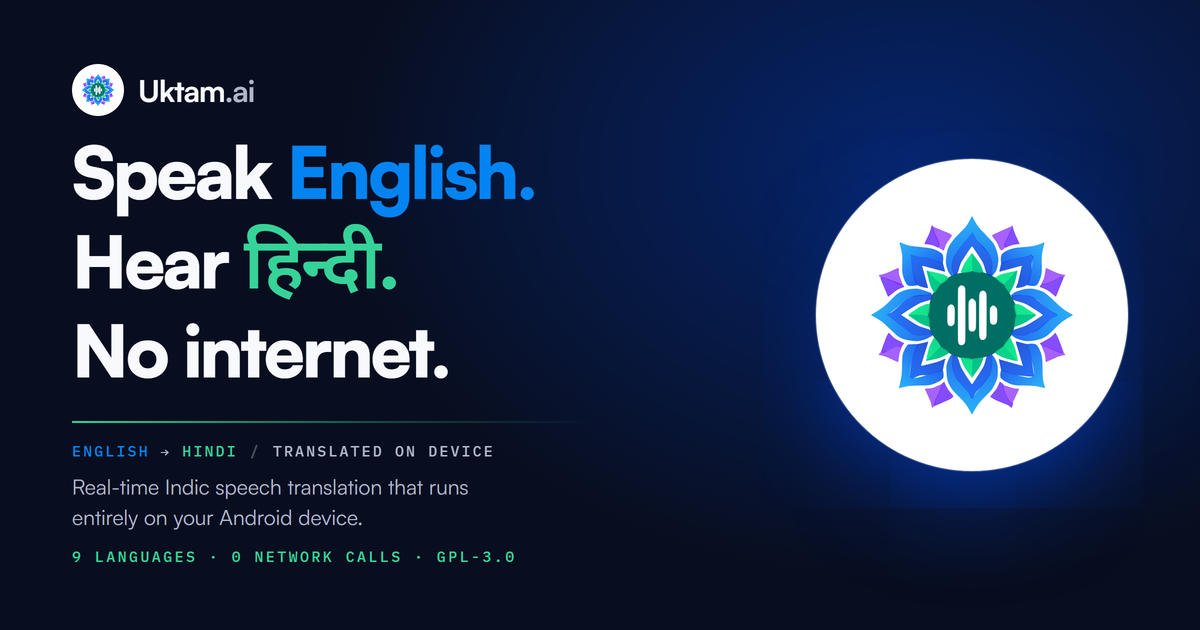 Uktam.ai
Speak English.
Hear हिन्दी.
No internet.
ENGLISH → HINDI / TRANSLATED ON DEVICE
Real-time Indic speech translation that runs
entirely on your Android device.
9 LANGUAGES · 0 NETWORK CALLS · GPL-3.0